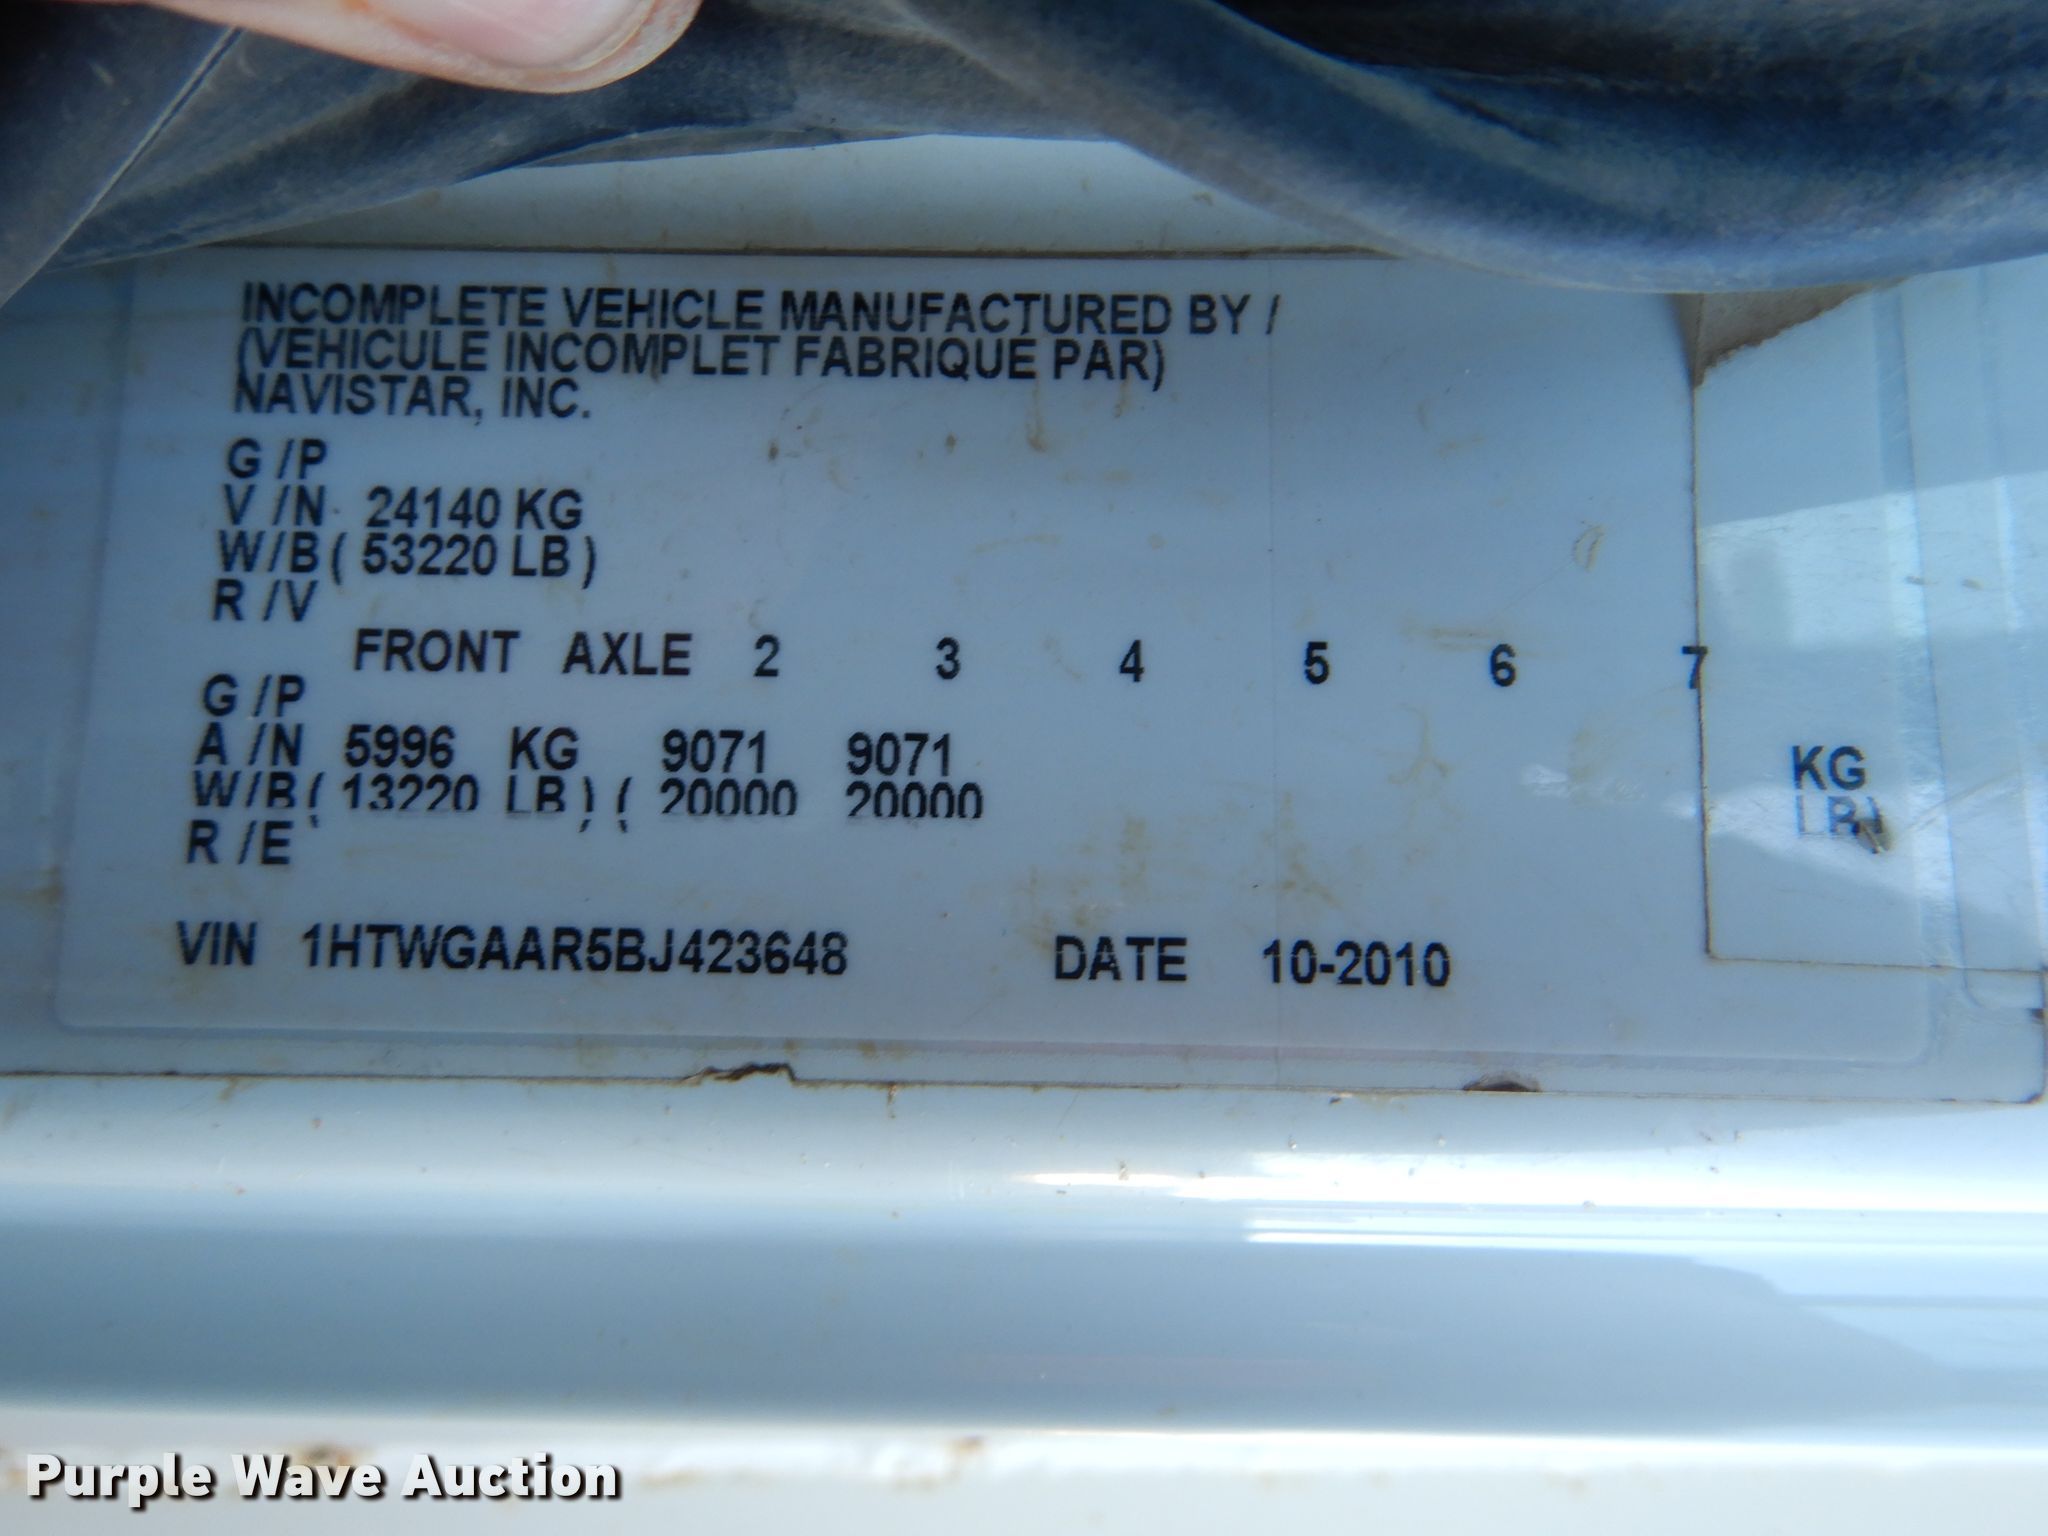 INCOMPLETE VEHICLE MANUFACTURED BY /
(VEHICULE INCOMPLET FABRIQUE PAR)
NAVISTAR, INC.
G /P
V /N 24140 KG
W/B ( 53220 LB )
R /V
FRONT AXLE 2 3 4 5 6 7
G /P
A /N 5996 KG 9071 9071 KG
W/B ( 13220 LB ) ( 20000 20000 LB)
R /E
VIN 1HTWGAAR5BJ423648 DATE 10-2010
Purple Wave Auction